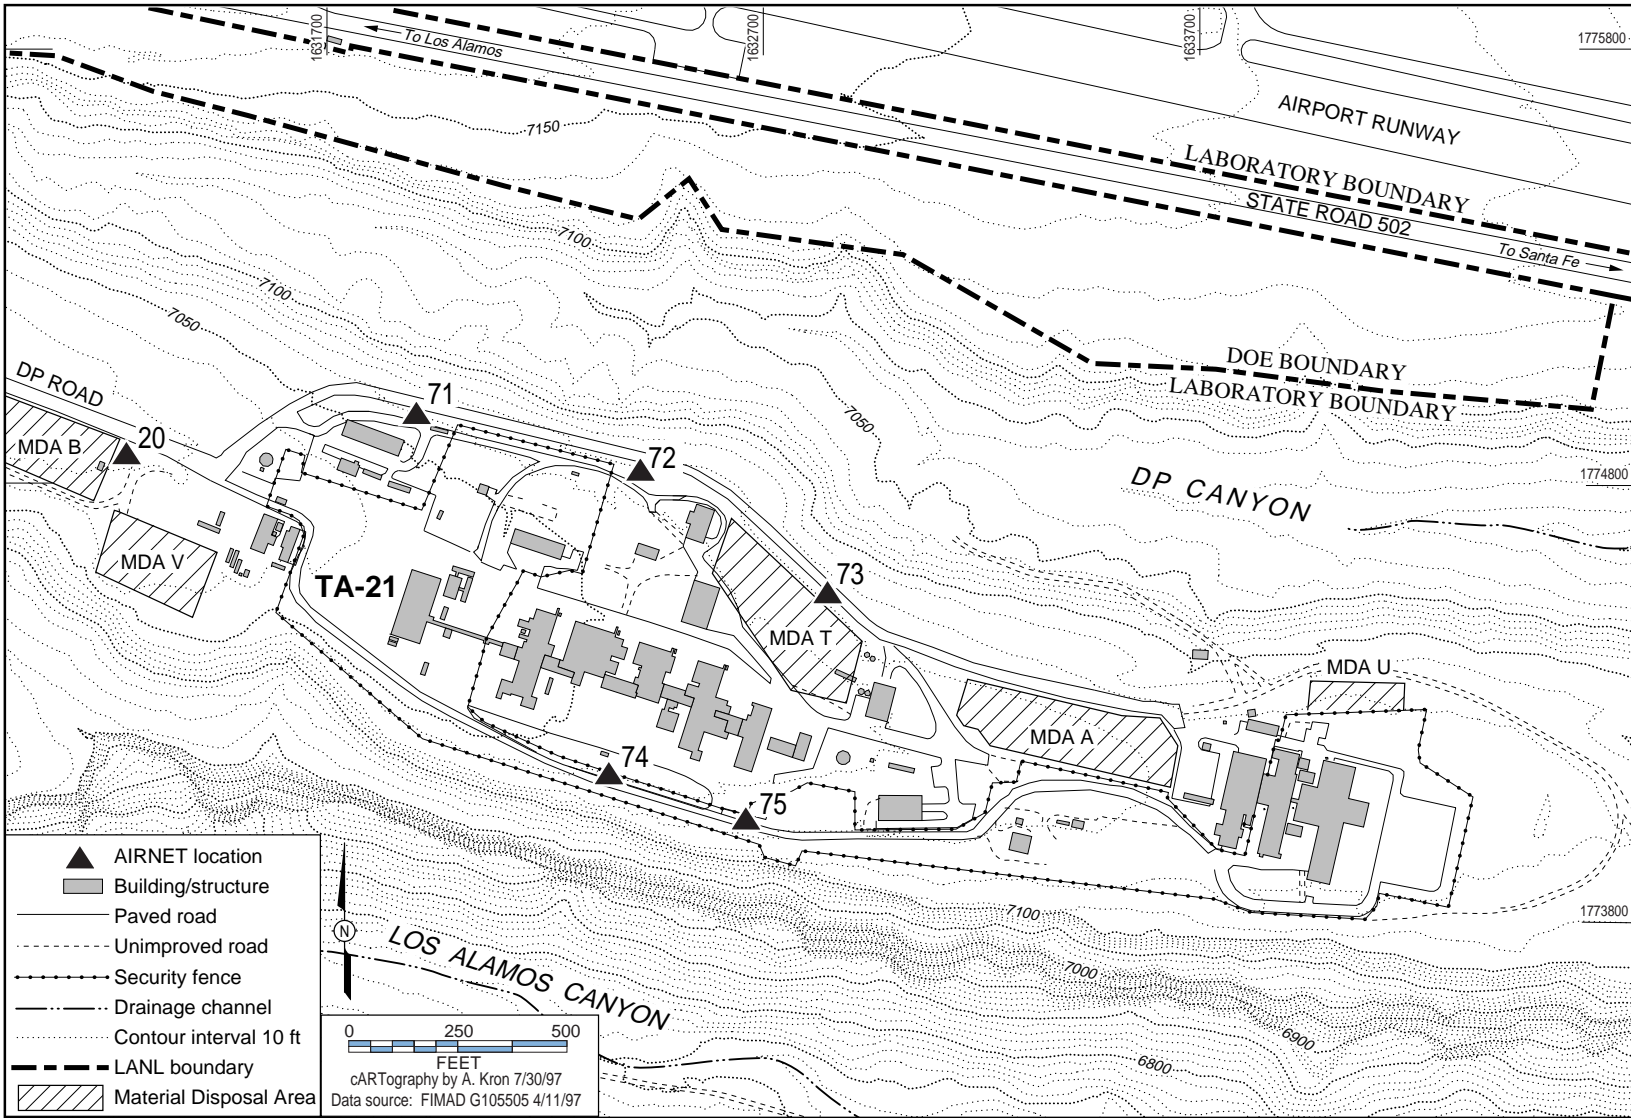 1631700
1632700
1633700
1775800
To Los Alamos
AIRPORT RUNWAY
7150
LABORATORY BOUNDARY
STATE ROAD 502
To Santa Fe
7100
7100
7050
DOE BOUNDARY
LABORATORY BOUNDARY
DP ROAD
71
7050
MDA B
20
72
DP CANYON
1774800
MDA V
TA-21
73
MDA T
MDA U
MDA A
74
75
AIRNET location
Building/structure
Paved road
Unimproved road
Security fence
Drainage channel
Contour interval 10 ft
LANL boundary
Material Disposal Area
N
LOS ALAMOS CANYON
7100
1773800
7000
6900
6800
0 250 500
FEET
cARTography by A. Kron 7/30/97
Data source: FIMAD G105505 4/11/97